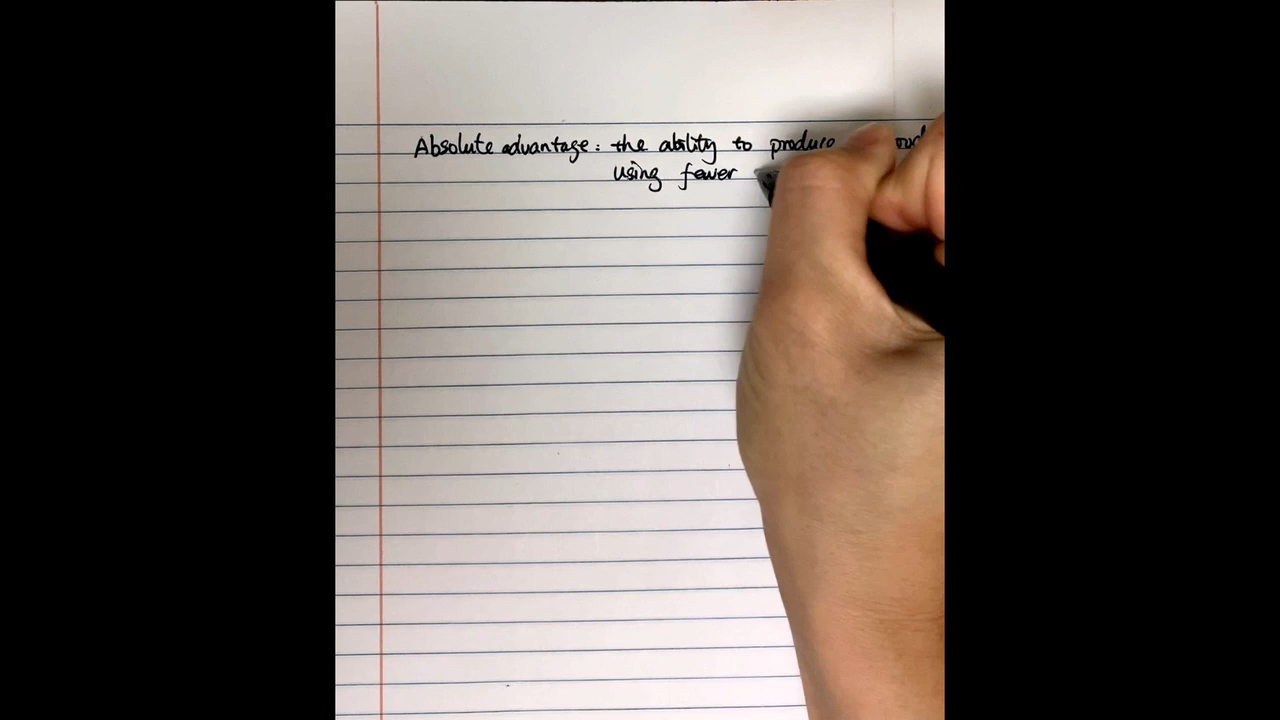 Absolute advantage: the ability to produce
using fewer